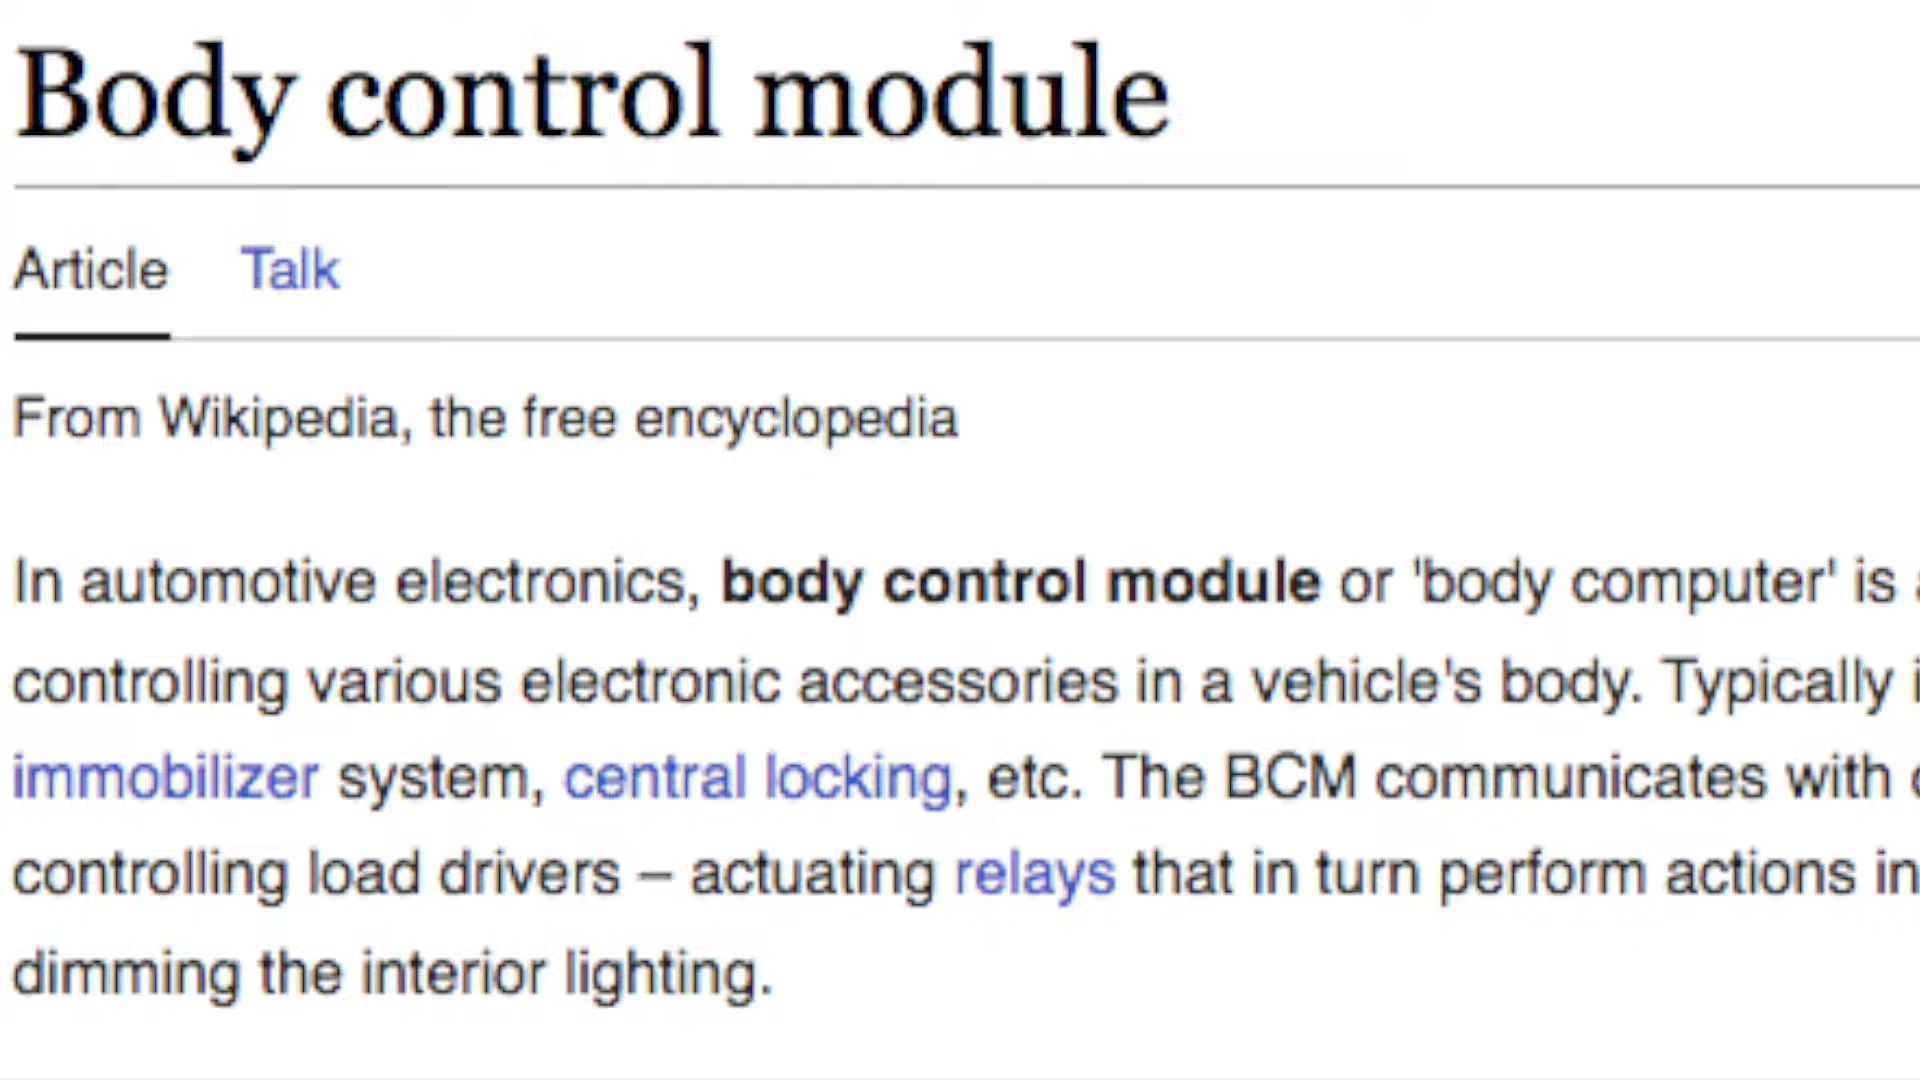 Body control module
Article Talk
From Wikipedia, the free encyclopedia
In automotive electronics, body control module or 'body computer' is
controlling various electronic accessories in a vehicle's body. Typically
immobilizer system, central locking, etc. The BCM communicates with
controlling load drivers – actuating relays that in turn perform actions in
dimming the interior lighting.